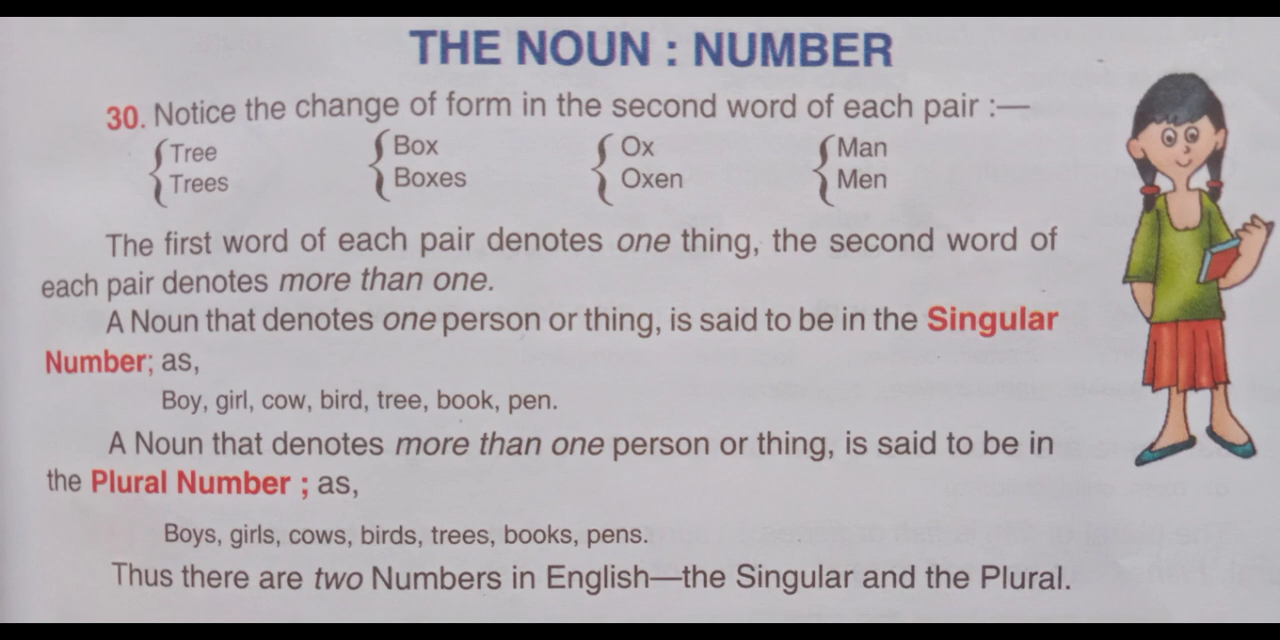 THE NOUN : NUMBER
30. Notice the change of form in the second word of each pair :—
Tree Box Ox Man
Trees Boxes Oxen Men
The first word of each pair denotes one thing, the second word of
each pair denotes more than one.
A Noun that denotes one person or thing, is said to be in the Singular
Number; as,
Boy, girl, cow, bird, tree, book, pen.
A Noun that denotes more than one person or thing, is said to be in
the Plural Number ; as,
Boys, girls, cows, birds, trees, books, pens.
Thus there are two Numbers in English—the Singular and the Plural.